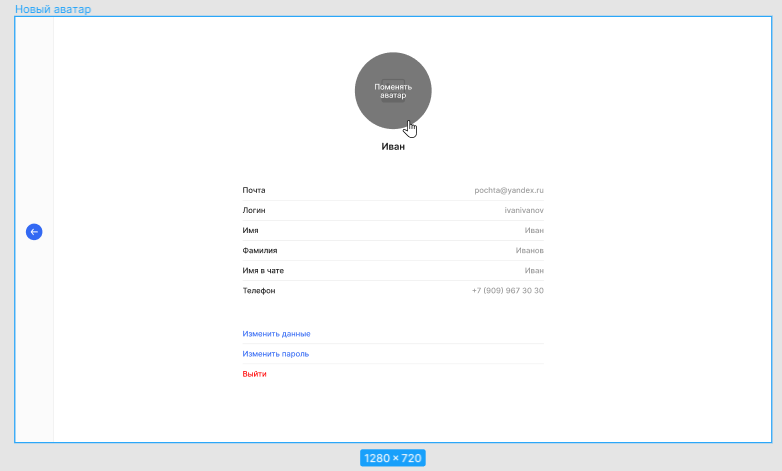 Новый аватар
Поменять
аватар
Иван
Почта pochta@yandex.ru
Логин ivanivanov
Имя Иван
Фамилия Иванов
Имя в чате Иван
Телефон +7 (909) 967 30 30
Изменить данные
Изменить пароль
Выйти
1280 × 720